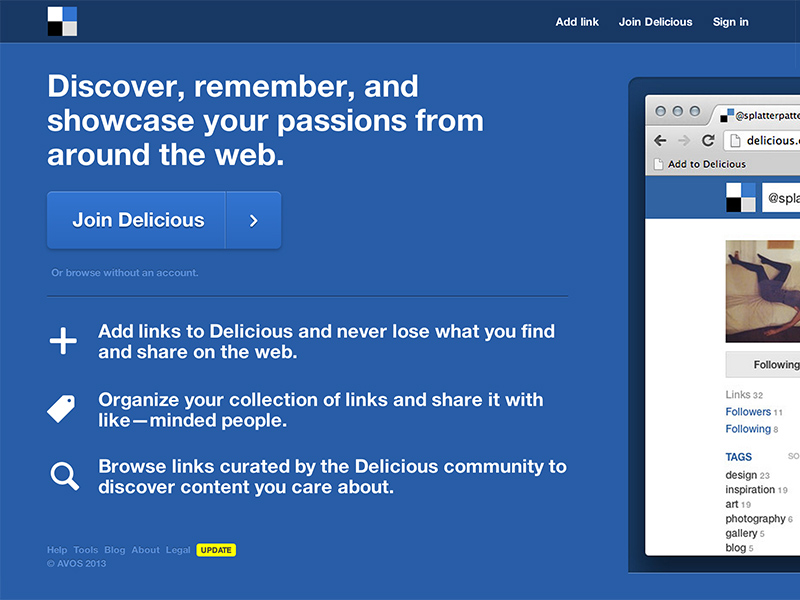 Add link Join Delicious Sign in
Discover, remember, and
showcase your passions from
around the web.
Join Delicious
Or browse without an account.
Add links to Delicious and never lose what you find
and share on the web.
Organize your collection of links and share it with
like—minded people.
Browse links curated by the Delicious community to
discover content you care about.
Help Tools Blog About Legal UPDATE
© AVOS 2013
@splatterpatte
delicious.
Add to Delicious
@spla
Following
Links 32
Followers 11
Following 8
TAGS SO
design 23
inspiration 19
art 19
photography 6
gallery 5
blog 5